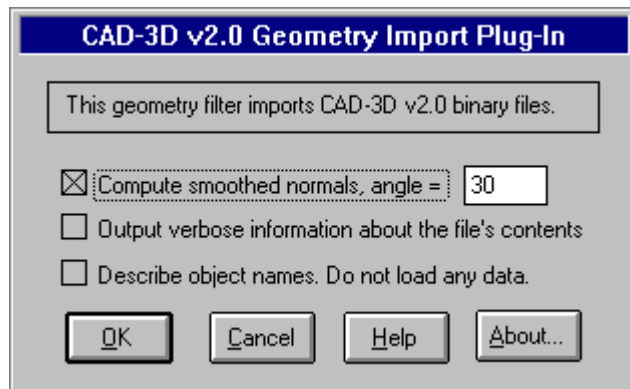 CAD-3D v2.0 Geometry Import Plug-In
This geometry filter imports CAD-3D v2.0 binary files.
Compute smoothed normals, angle = 30
Output verbose information about the file's contents
Describe object names. Do not load any data.
OK Cancel Help About...